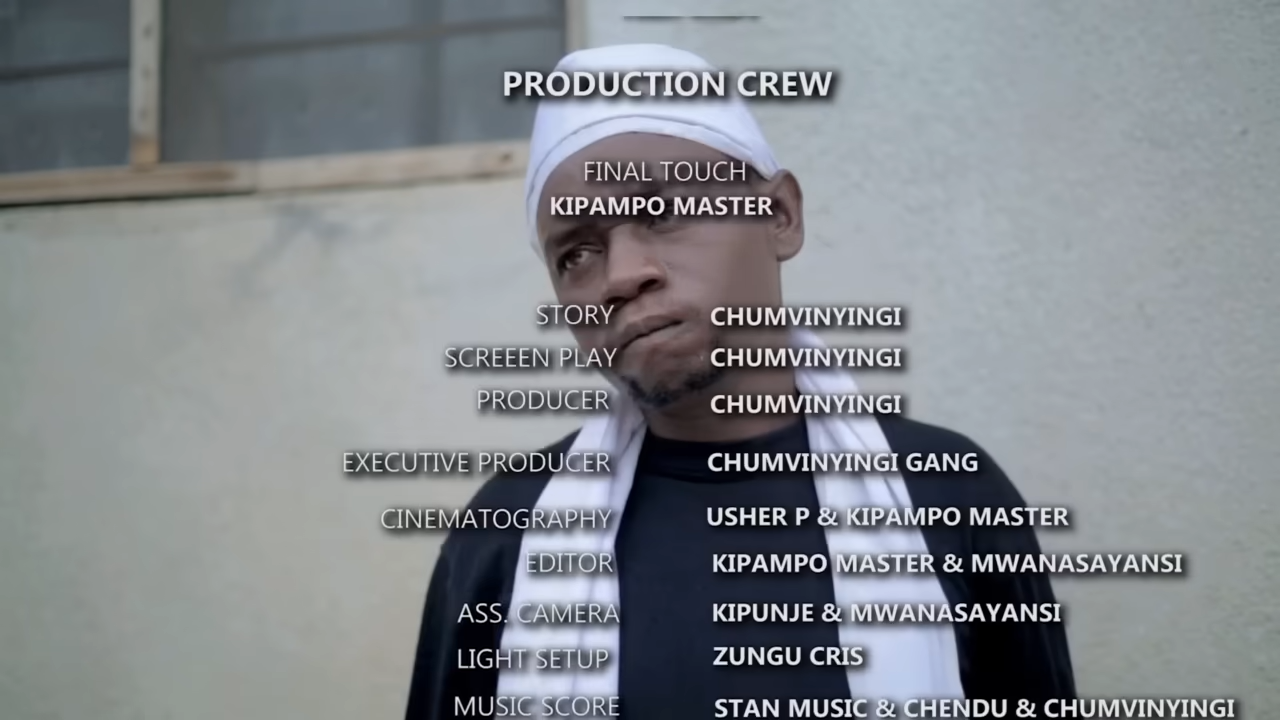 PRODUCTION CREW
FINAL TOUCH
KIPAMPO MASTER
STORY CHUMVINYINGI
SCREEEN PLAY CHUMVINYINGI
PRODUCER CHUMVINYINGI
EXECUTIVE PRODUCER CHUMVINYINGI GANG
CINEMATOGRAPHY USHER P & KIPAMPO MASTER
EDITOR KIPAMPO MASTER & MWANASAYANSI
ASS. CAMERA KIPUNJE & MWANASAYANSI
LIGHT SETUP ZUNGU CRIS
MUSIC SCORE STAN MUSIC & CHENDU & CHUMVINYINGI